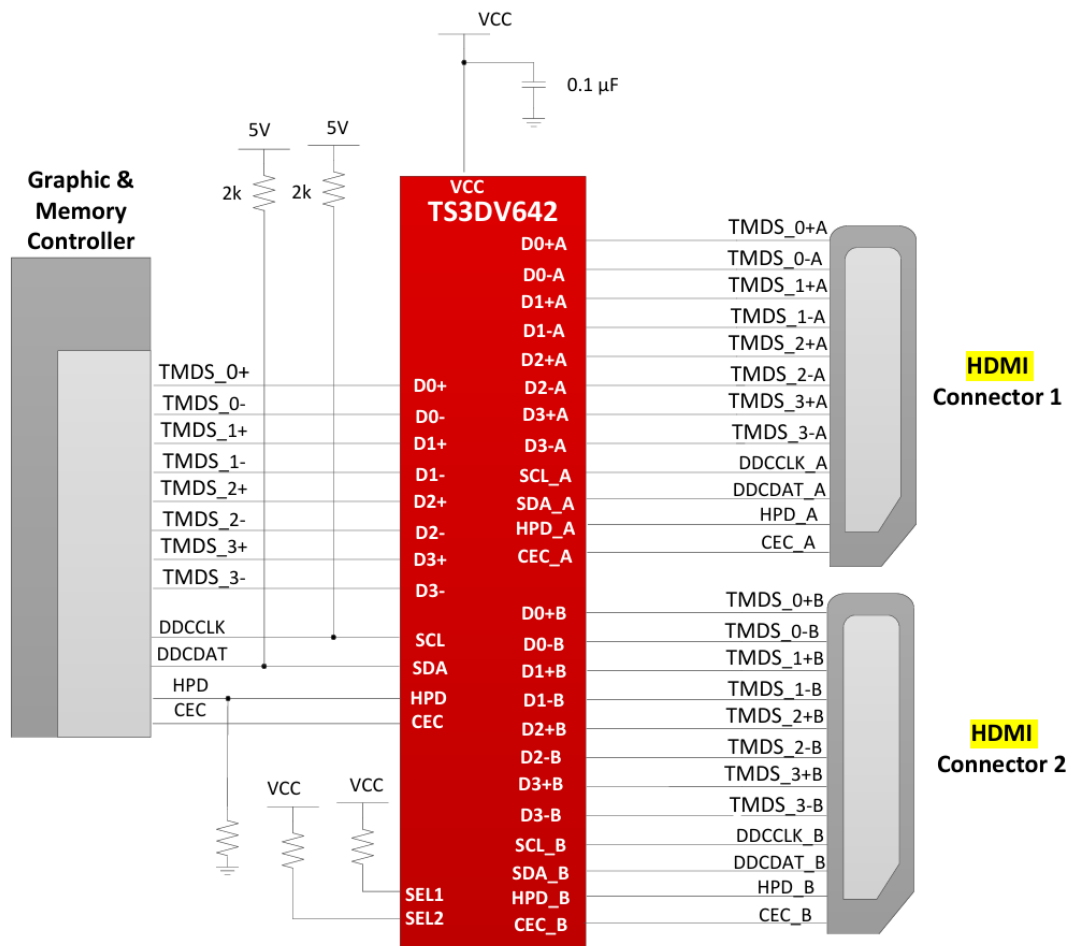 VCC
0.1 µF
5V
5V
2k
2k
Graphic &
Memory
Controller
VCC
TS3DV642
TMDS_0+
TMDS_0-
TMDS_1+
TMDS_1-
TMDS_2+
TMDS_2-
TMDS_3+
TMDS_3-
DDCCLK
DDCDAT
HPD
CEC
D0+
D0-
D1+
D1-
D2+
D2-
D3+
D3-
SCL
SDA
HPD
CEC
VCC
VCC
SEL1
SEL2
D0+A
D0-A
D1+A
D1-A
D2+A
D2-A
D3+A
D3-A
SCL_A
SDA_A
HPD_A
CEC_A
D0+B
D0-B
D1+B
D1-B
D2+B
D2-B
D3+B
D3-B
SCL_B
SDA_B
HPD_B
CEC_B
TMDS_0+A
TMDS_0-A
TMDS_1+A
TMDS_1-A
TMDS_2+A
TMDS_2-A
TMDS_3+A
TMDS_3-A
DDCCLK_A
DDCDAT_A
HPD_A
CEC_A
HDMI
Connector 1
TMDS_0+B
TMDS_0-B
TMDS_1+B
TMDS_1-B
TMDS_2+B
TMDS_2-B
TMDS_3+B
TMDS_3-B
DDCCLK_B
DDCDAT_B
HPD_B
CEC_B
HDMI
Connector 2